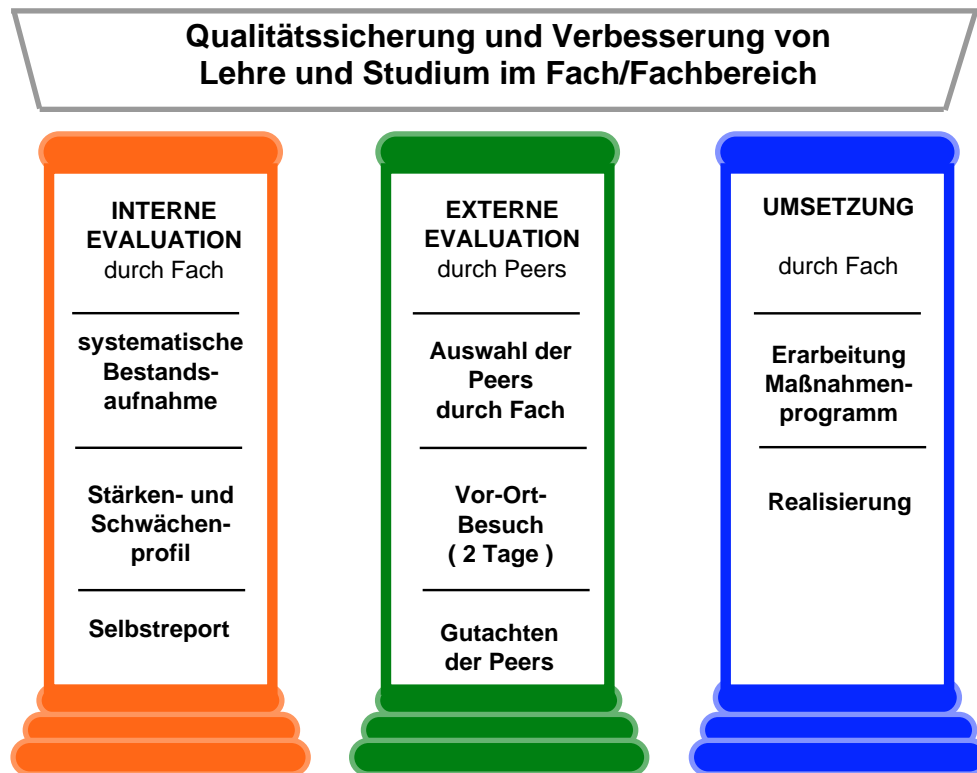 Qualitätssicherung und Verbesserung von
Lehre und Studium im Fach/Fachbereich
INTERNE
EVALUATION
durch Fach
systematische
Bestands-
aufnahme
Stärken- und
Schwächen-
profil
Selbstreport
EXTERNE
EVALUATION
durch Peers
Auswahl der
Peers
durch Fach
Vor-Ort-
Besuch
( 2 Tage )
Gutachten
der Peers
UMSETZUNG
durch Fach
Erarbeitung
Maßnahmen-
programm
Realisierung